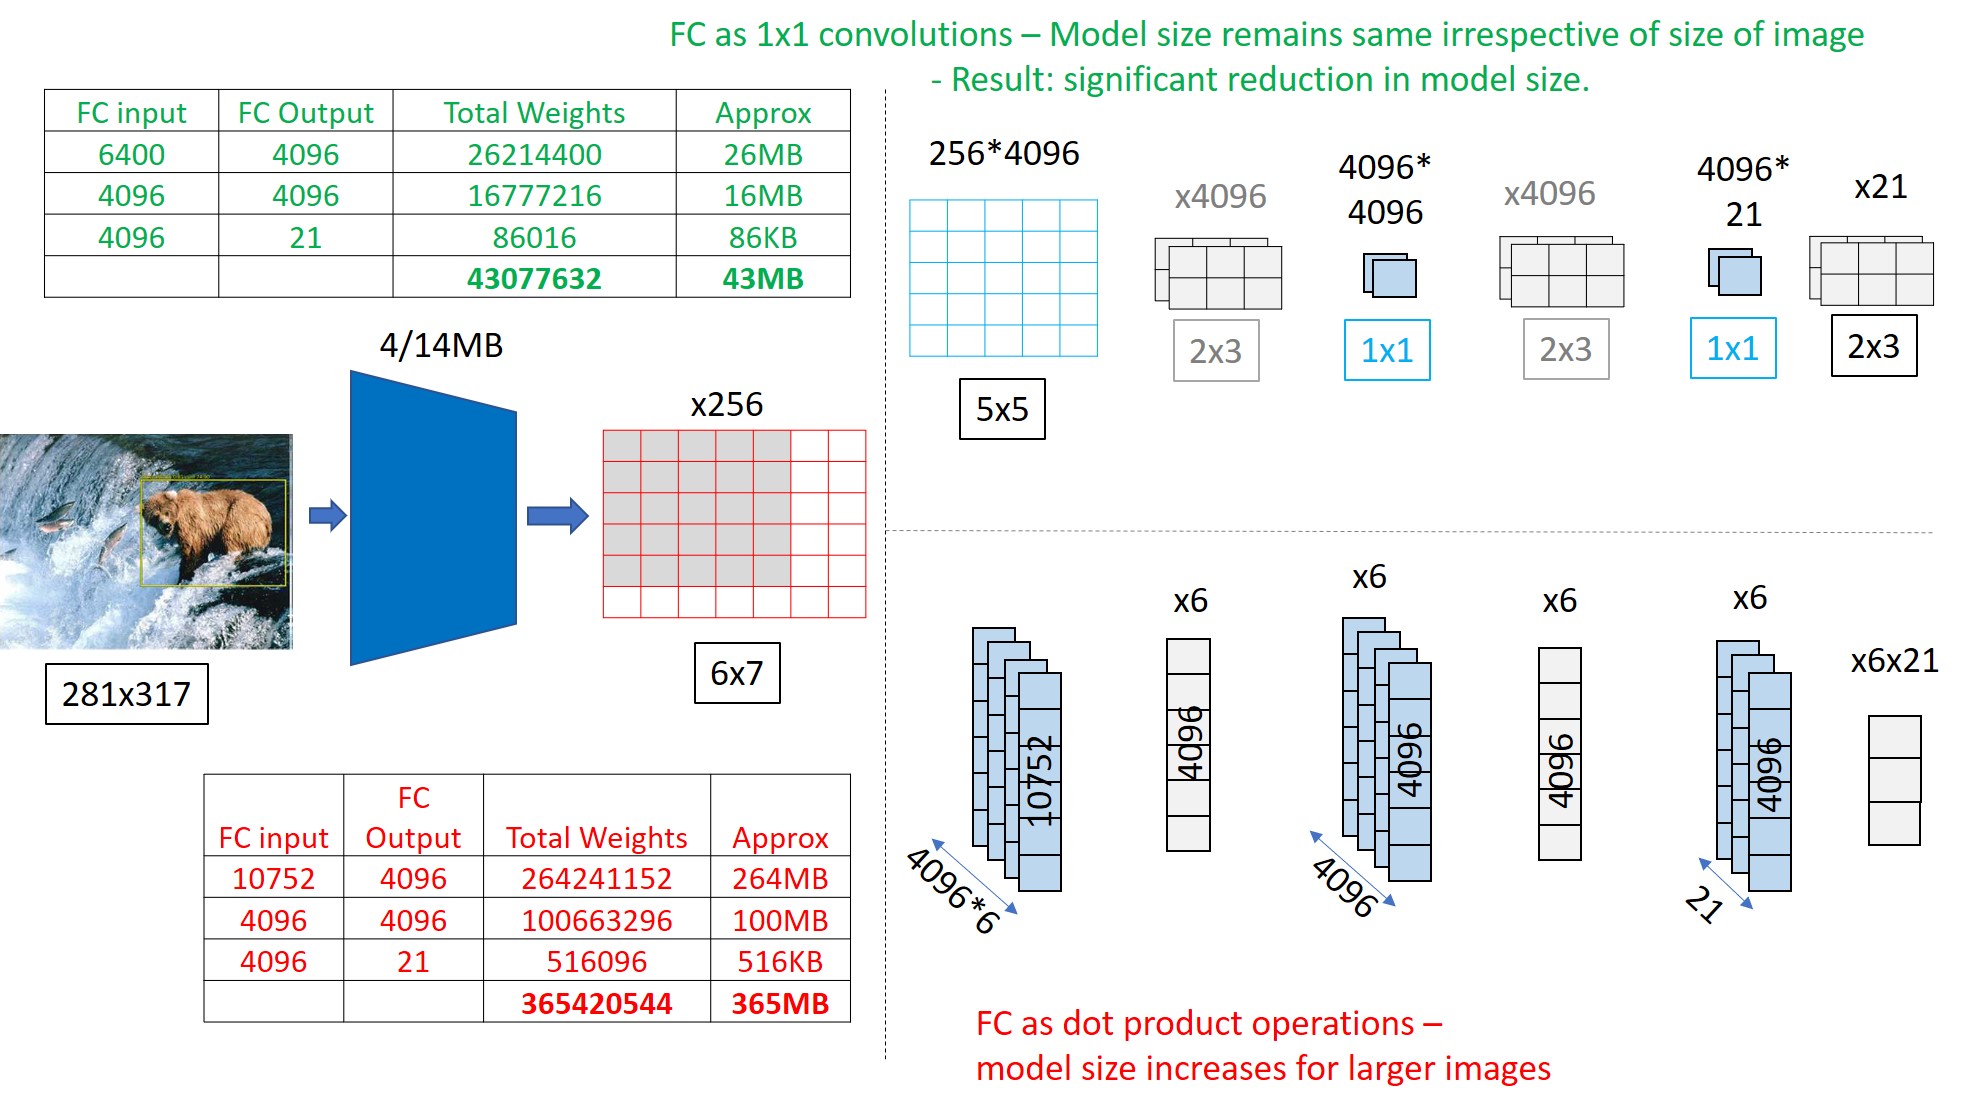 FC as 1x1 convolutions – Model size remains same irrespective of size of image
- Result: significant reduction in model size.
FC input FC Output Total Weights Approx
6400 4096 26214400 26MB
4096 4096 16777216 16MB
4096 21 86016 86KB
43077632 43MB
256*4096
x4096
4096*
4096
x4096
4096*
21
x21
5x5
2x3
1x1
2x3
1x1
2x3
4/14MB
x256
281x317
6x7
x6
x6
x6
x6
x6x21
10752
4096
4096
4096
4096
4096*6
4096
21
FC
FC input Output Total Weights Approx
10752 4096 264241152 264MB
4096 4096 100663296 100MB
4096 21 516096 516KB
365420544 365MB
FC as dot product operations –
model size increases for larger images